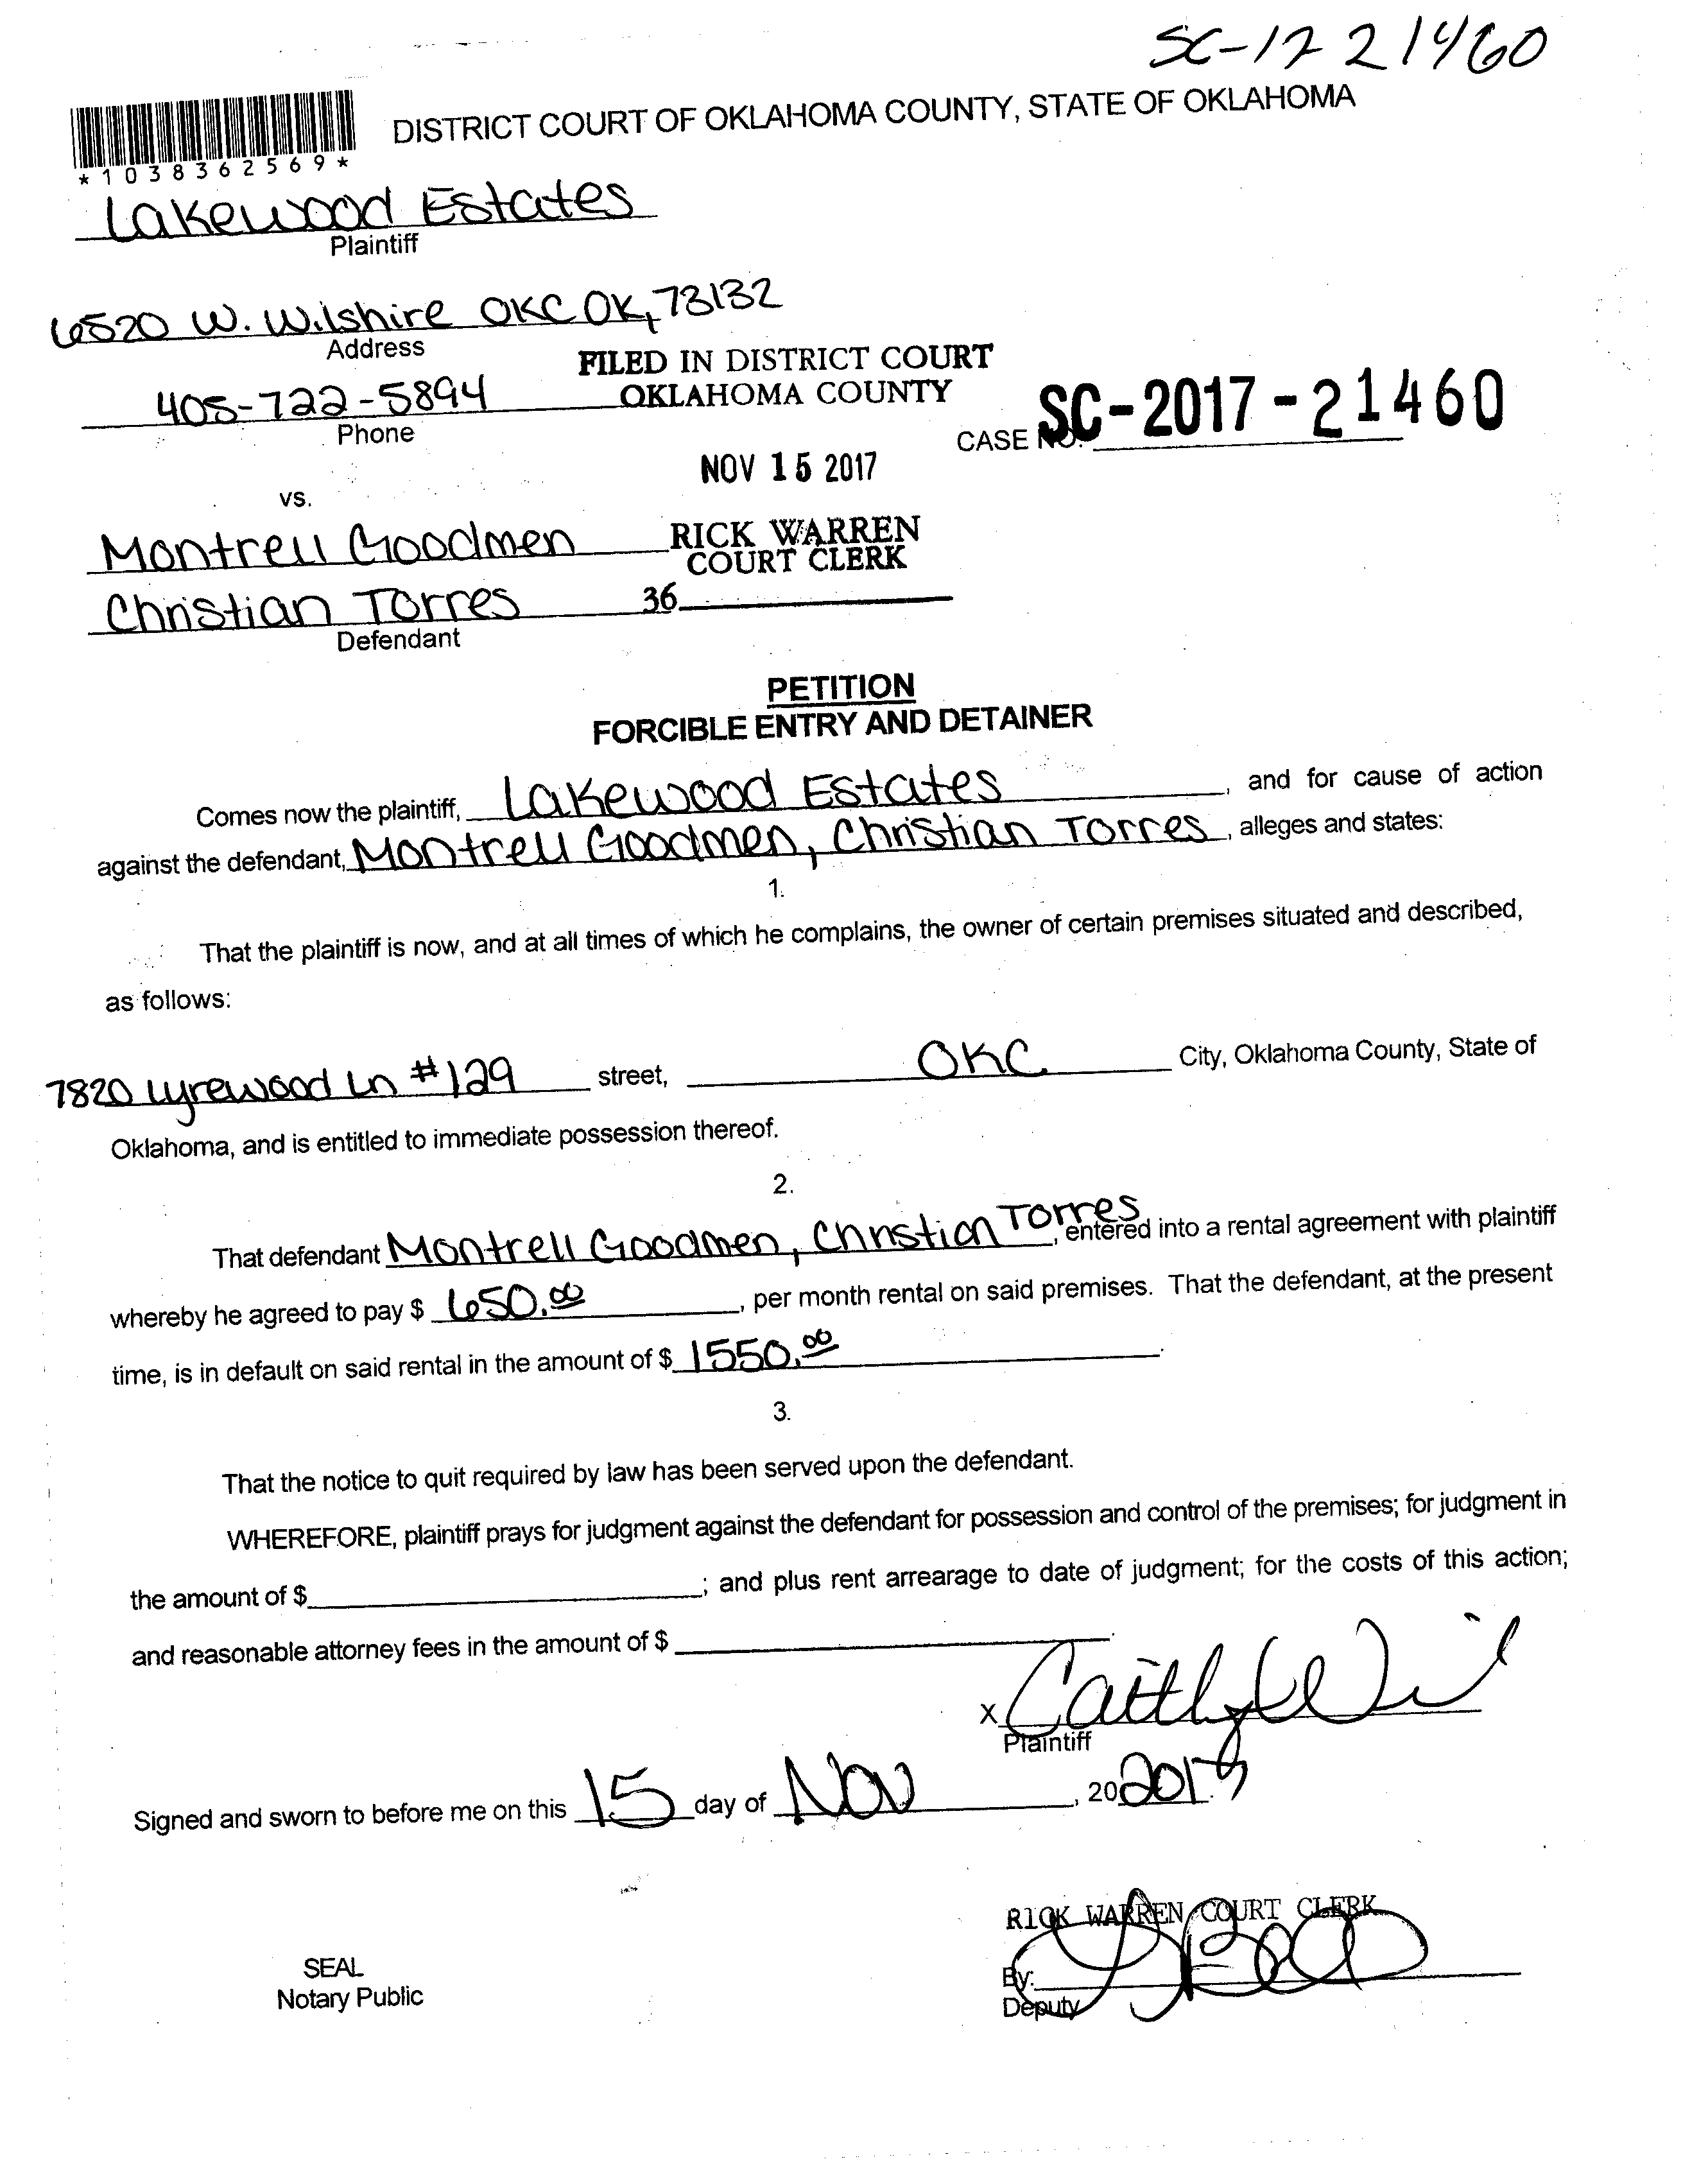 SC-17 21460
DISTRICT COURT OF OKLAHOMA COUNTY, STATE OF OKLAHOMA
*1038362569*
Lakewood Estates
Plaintiff
6520 W. Wilshire OKC OK, 73132
Address
FILED IN DISTRICT COURT
OKLAHOMA COUNTY
405-722-5894
Phone
CASE NO. SC-2017-21460
NOV 15 2017
vs.
Montrell Goodmen
RICK WARREN
COURT CLERK
Christian Torres
36
Defendant
PETITION
FORCIBLE ENTRY AND DETAINER
Comes now the plaintiff, Lakewood Estates, and for cause of action
against the defendant, Montrell Goodmen, Christian Torres, alleges and states:
1.
That the plaintiff is now, and at all times of which he complains, the owner of certain premises situated and described,
as follows:
7820 Lyrewood Ln #129 street, OKC City, Oklahoma County, State of
Oklahoma, and is entitled to immediate possession thereof.
2.
That defendant Montrell Goodmen, Christian Torres, entered into a rental agreement with plaintiff
whereby he agreed to pay $ 650.00, per month rental on said premises. That the defendant, at the present
time, is in default on said rental in the amount of $ 1550.00.
3.
That the notice to quit required by law has been served upon the defendant.
WHEREFORE, plaintiff prays for judgment against the defendant for possession and control of the premises; for judgment in
the amount of $ ; and plus rent arrearage to date of judgment; for the costs of this action;
and reasonable attorney fees in the amount of $ .
X
Plaintiff
Signed and sworn to before me on this 15 day of Nov, 20 2017.
RICK WARREN COURT CLERK
SEAL
Notary Public
By:
Deputy